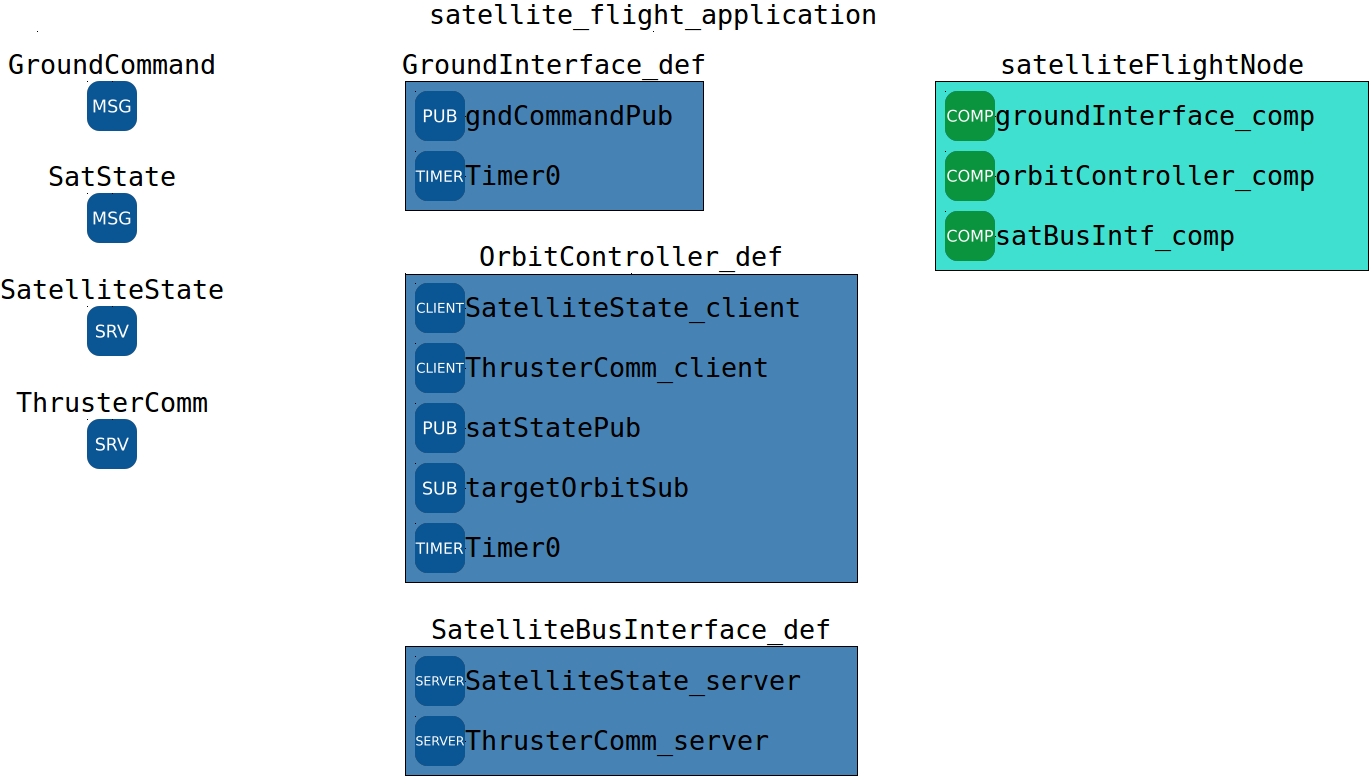 satellite_flight_application
GroundCommand
MSG
SatState
MSG
SatelliteState
SRV
ThrusterComm
SRV
GroundInterface_def
PUB gndCommandPub
TIMER Timer0
OrbitController_def
CLIENT SatelliteState_client
CLIENT ThrusterComm_client
PUB satStatePub
SUB targetOrbitSub
TIMER Timer0
SatelliteBusInterface_def
SERVER SatelliteState_server
SERVER ThrusterComm_server
satelliteFlightNode
COMP groundInterface_comp
COMP orbitController_comp
COMP satBusIntf_comp